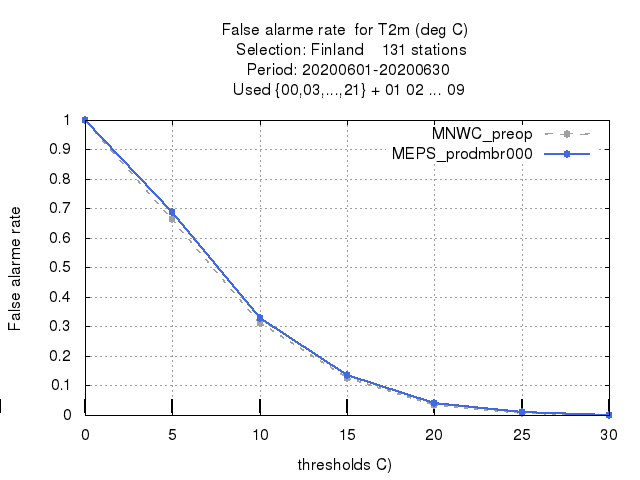 False alarme rate  for T2m (deg C)
Selection: Finland    131 stations
Period: 20200601-20200630
Used {00,03,...,21} + 01 02 ... 09
MNWC_preop
MEPS_prodmbr000
False alarme rate
1
0.9
0.8
0.7
0.6
0.5
0.4
0.3
0.2
0.1
0
0 5 10 15 20 25 30
thresholds C)